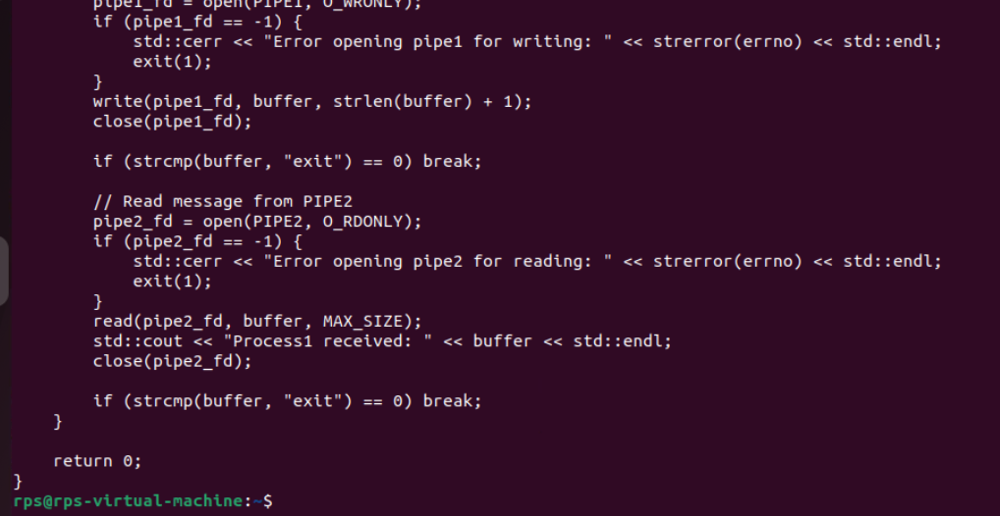 pipe1_fd = open(PIPE1, O_WRONLY);
if (pipe1_fd == -1) {
std::cerr << "Error opening pipe1 for writing: " << strerror(errno) << std::endl;
exit(1);
}
write(pipe1_fd, buffer, strlen(buffer) + 1);
close(pipe1_fd);
if (strcmp(buffer, "exit") == 0) break;
// Read message from PIPE2
pipe2_fd = open(PIPE2, O_RDONLY);
if (pipe2_fd == -1) {
std::cerr << "Error opening pipe2 for reading: " << strerror(errno) << std::endl;
exit(1);
}
read(pipe2_fd, buffer, MAX_SIZE);
std::cout << "Process1 received: " << buffer << std::endl;
close(pipe2_fd);
if (strcmp(buffer, "exit") == 0) break;
}
return 0;
}
rps@rps-virtual-machine:~$